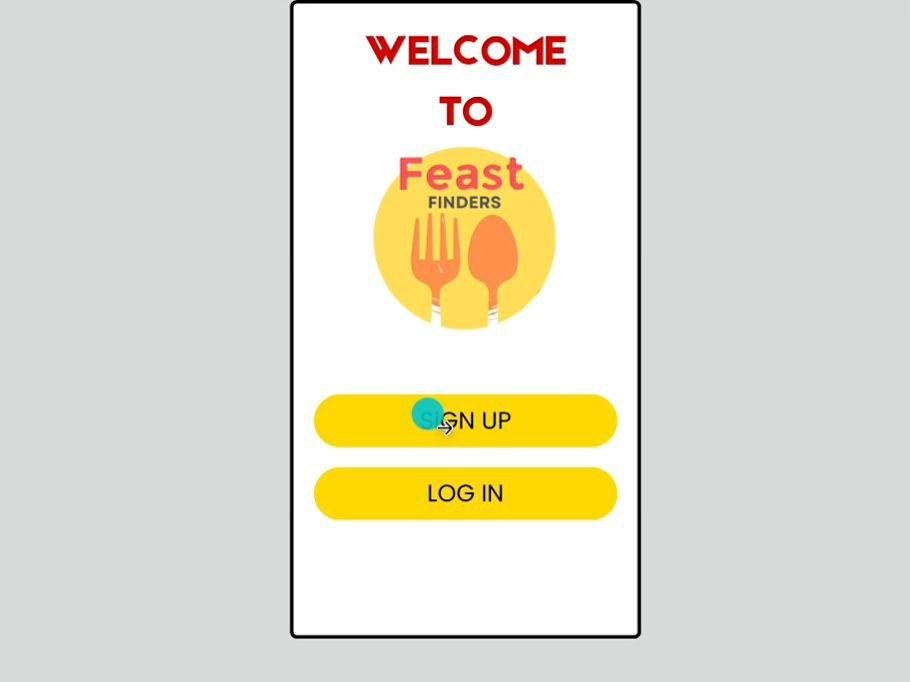 WELCOME
TO
Feast
FINDERS
SIGN UP
LOG IN